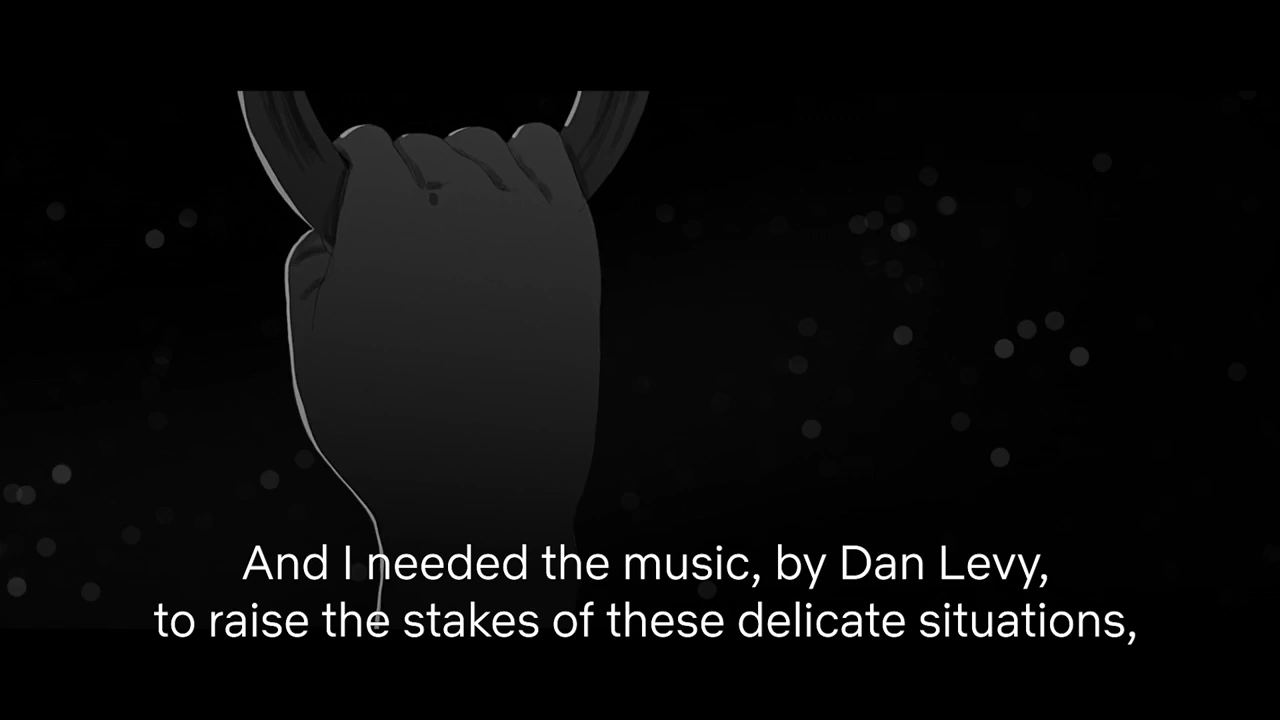 And I needed the music, by Dan Levy,
to raise the stakes of these delicate situations,